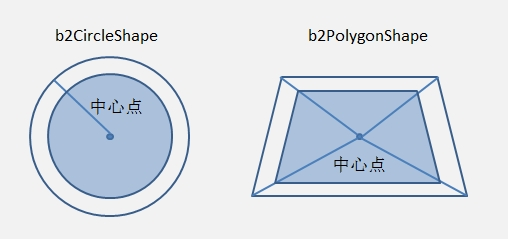 b2CircleShape
b2PolygonShape
中心点
中心点